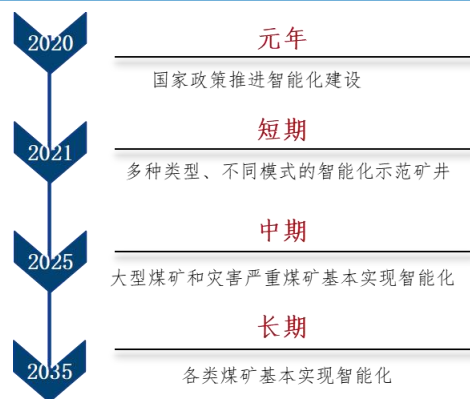 2020
元年
国家政策推进智能化建设
2021
短期
多种类型、不同模式的智能化示范矿井
2025
中期
大型煤矿和灾害严重煤矿基本实现智能化
2035
长期
各类煤矿基本实现智能化